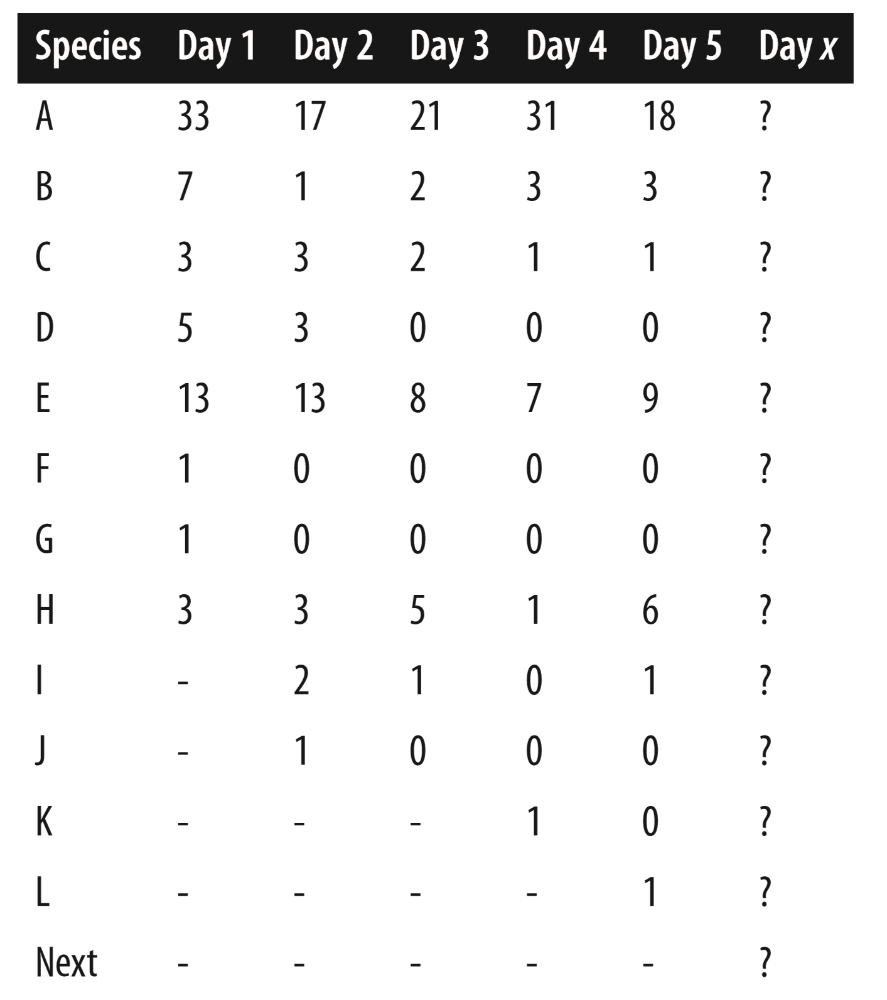 Species Day 1 Day 2 Day 3 Day 4 Day 5 Day x
A 33 17 21 31 18 ?
B 7 1 2 3 3 ?
C 3 3 2 1 1 ?
D 5 3 0 0 0 ?
E 13 13 8 7 9 ?
F 1 0 0 0 0 ?
G 1 0 0 0 0 ?
H 3 3 5 1 6 ?
I - 2 1 0 1 ?
J - 1 0 0 0 ?
K - - - 1 0 ?
L - - - - 1 ?
Next - - - - - ?